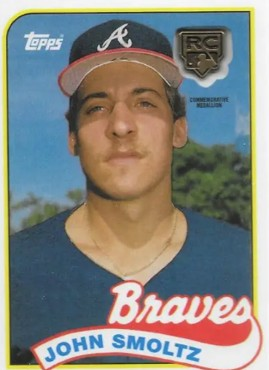 Topps
A
RC
COMMEMORATIVE
MEDALLION
Braves
JOHN SMOLTZ